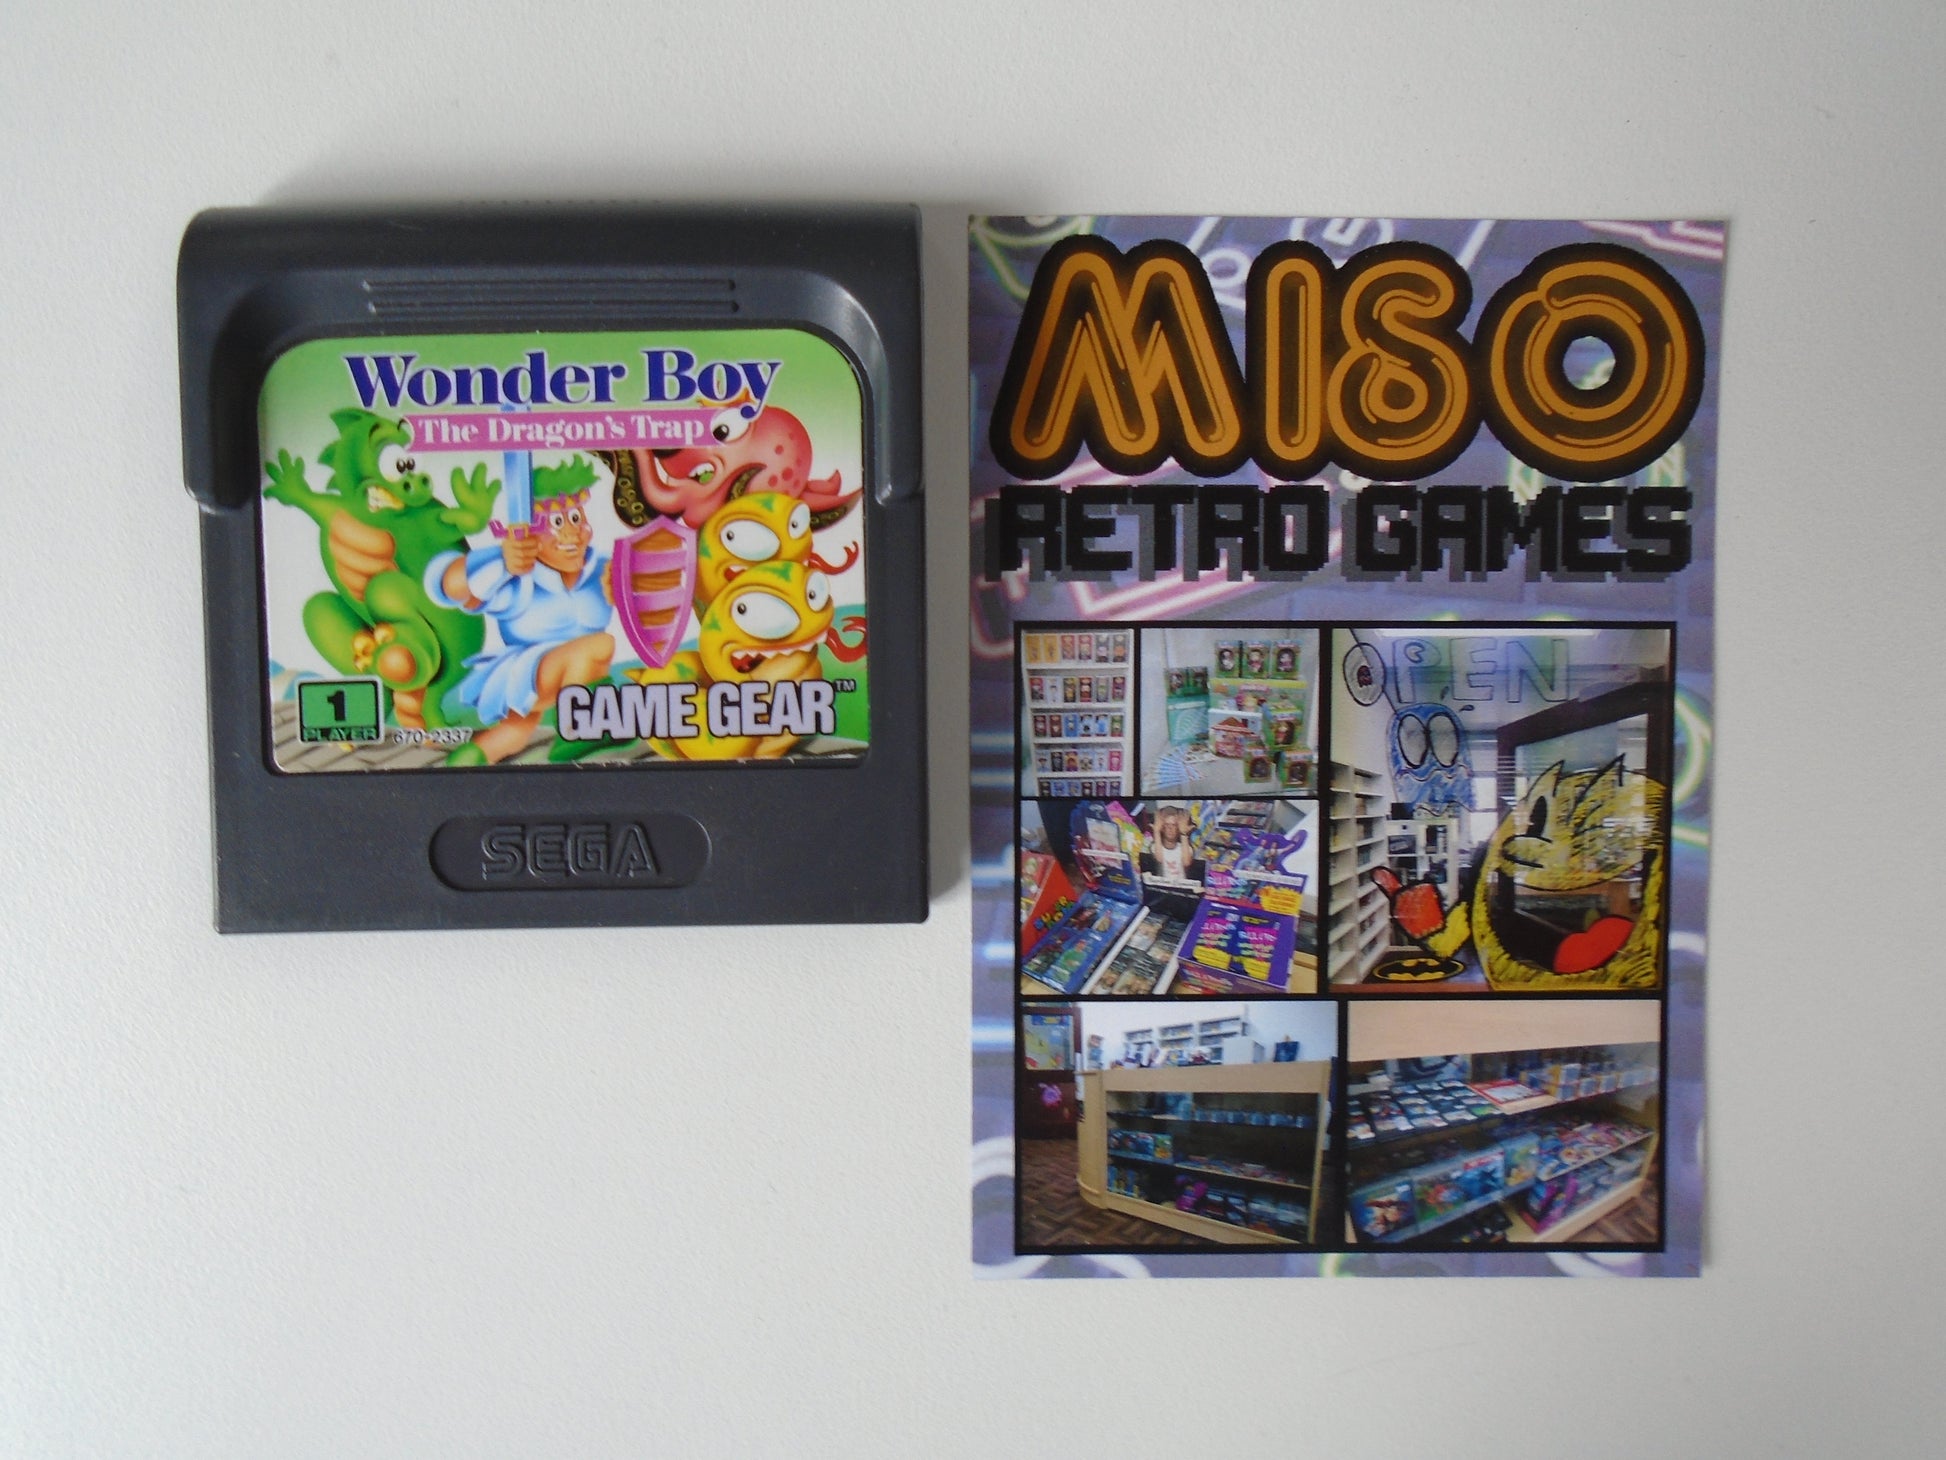 Wonder Boy
The Dragon's Trap
1
PLAYER
670-2337
GAME GEAR™
SEGA
MISO
RETRO GAMES
OPEN